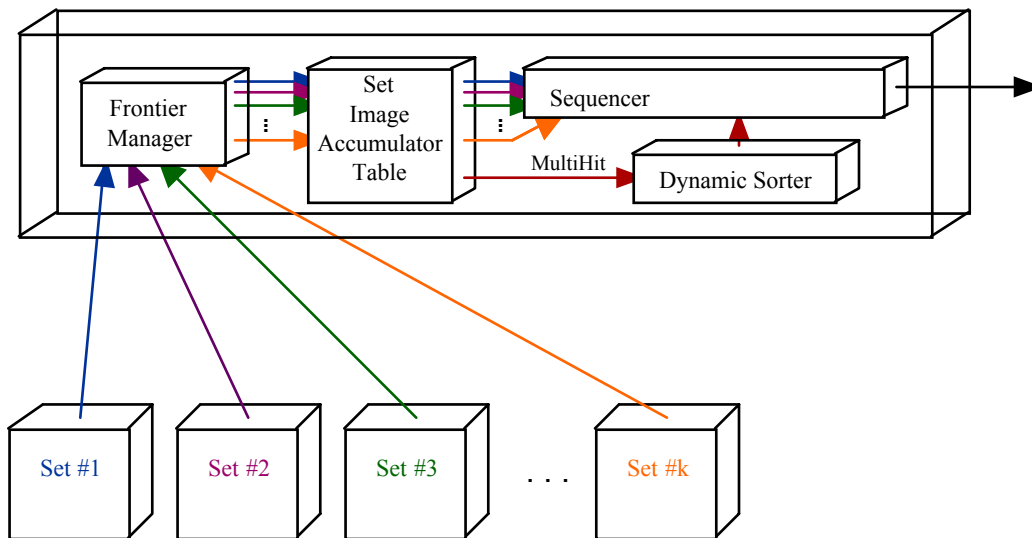 Frontier
Manager
Set
Image
Accumulator
Table
Sequencer
MultiHit
Dynamic Sorter
Set #1
Set #2
Set #3
. . .
Set #k